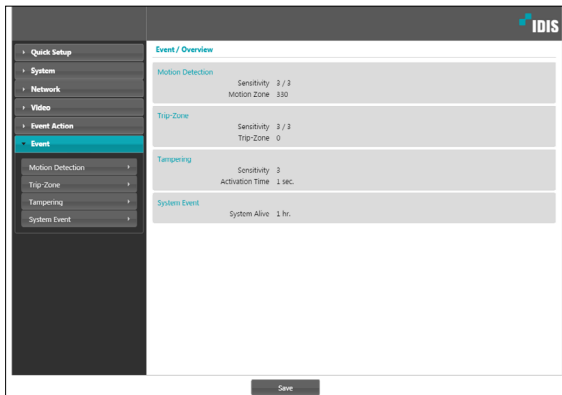 IDIS
Quick Setup
System
Network
Video
Event Action
Event
Motion Detection
Trip-Zone
Tampering
System Event
Event / Overview
Motion Detection
Sensitivity 3 / 3
Motion Zone 330
Trip-Zone
Sensitivity 3 / 3
Trip-Zone 0
Tampering
Sensitivity 3
Activation Time 1 sec.
System Event
System Alive 1 hr.
Save